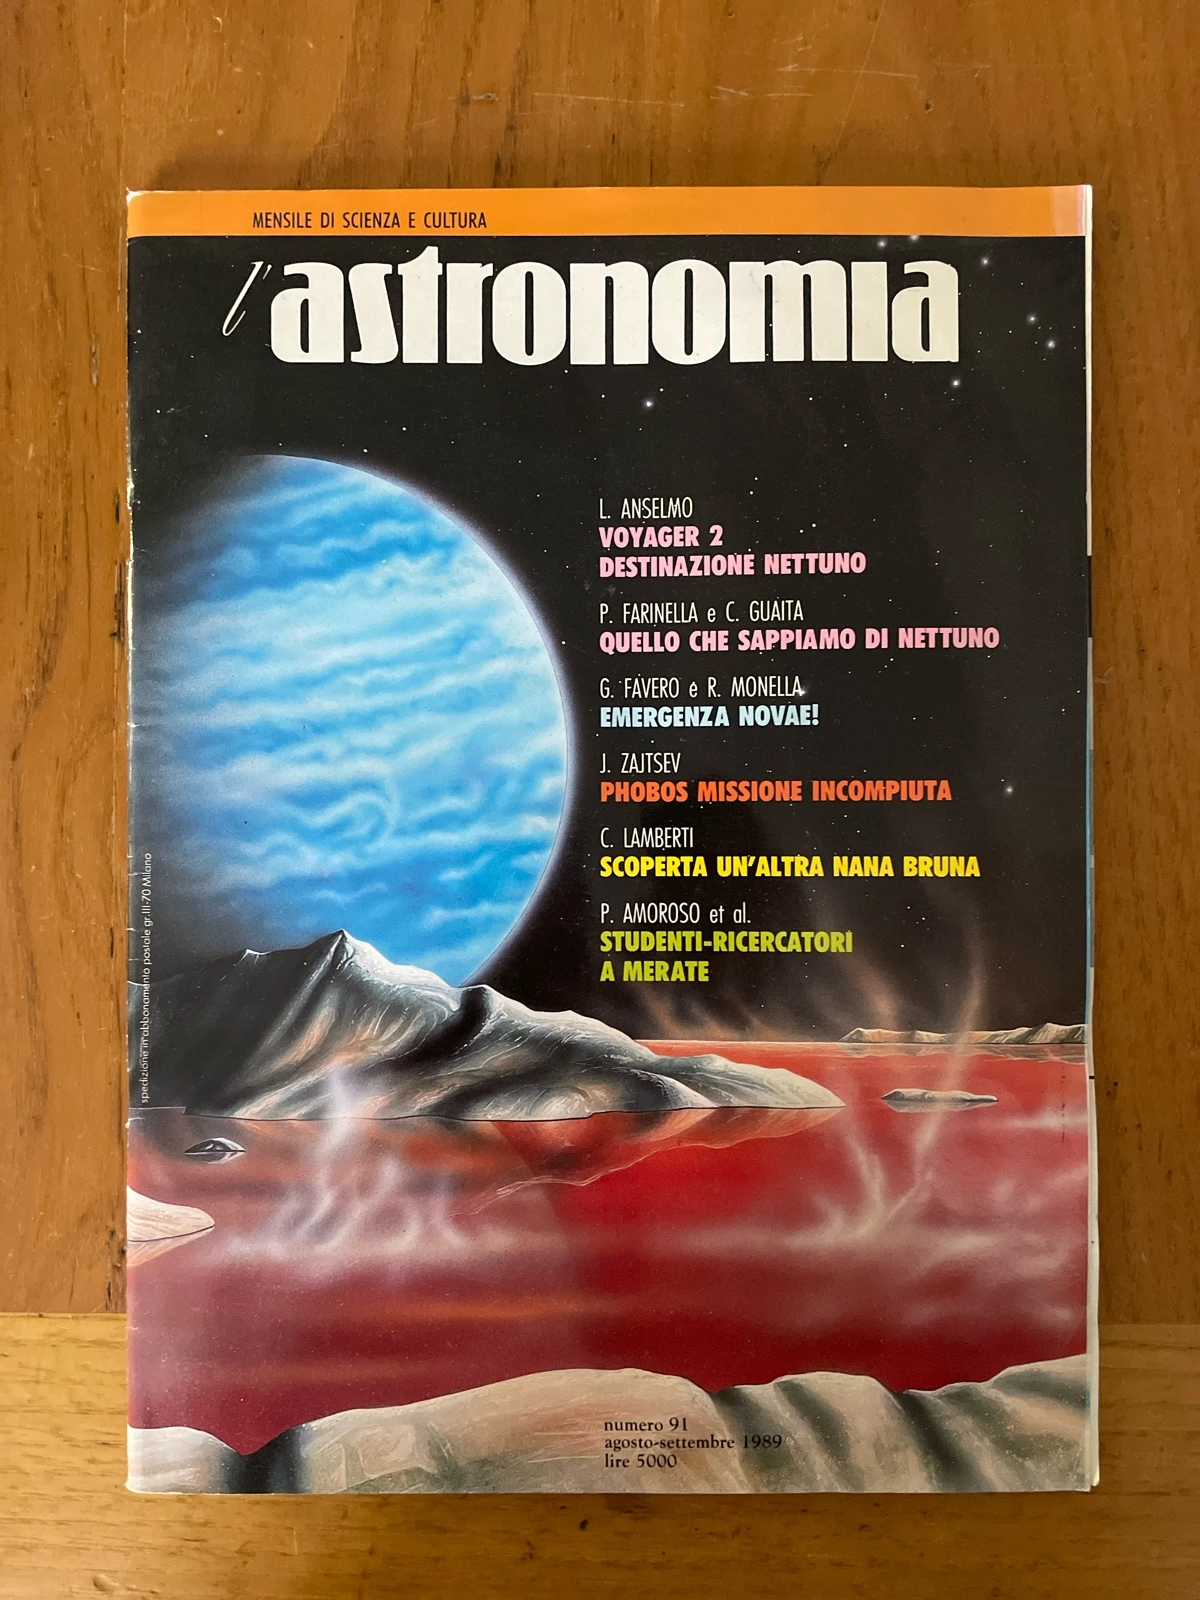 MENSILE DI SCIENZA E CULTURA
l'astronomia
L. ANSELMO
VOYAGER 2
DESTINAZIONE NETTUNO
P. FARINELLA e C. GUAITA
QUELLO CHE SAPPIAMO DI NETTUNO
G. FAVERO e R. MONELLA
EMERGENZA NOVAE!
J. ZAJTSEV
PHOBOS MISSIONE INCOMPIUTA
C. LAMBERTI
SCOPERTA UN'ALTRA NANA BRUNA
P. AMOROSO et al.
STUDENTI-RICERCATORI
A MERATE
spedizione in abbonamento postale gr.III-70 Milano
numero 91
agosto-settembre 1989
lire 5000